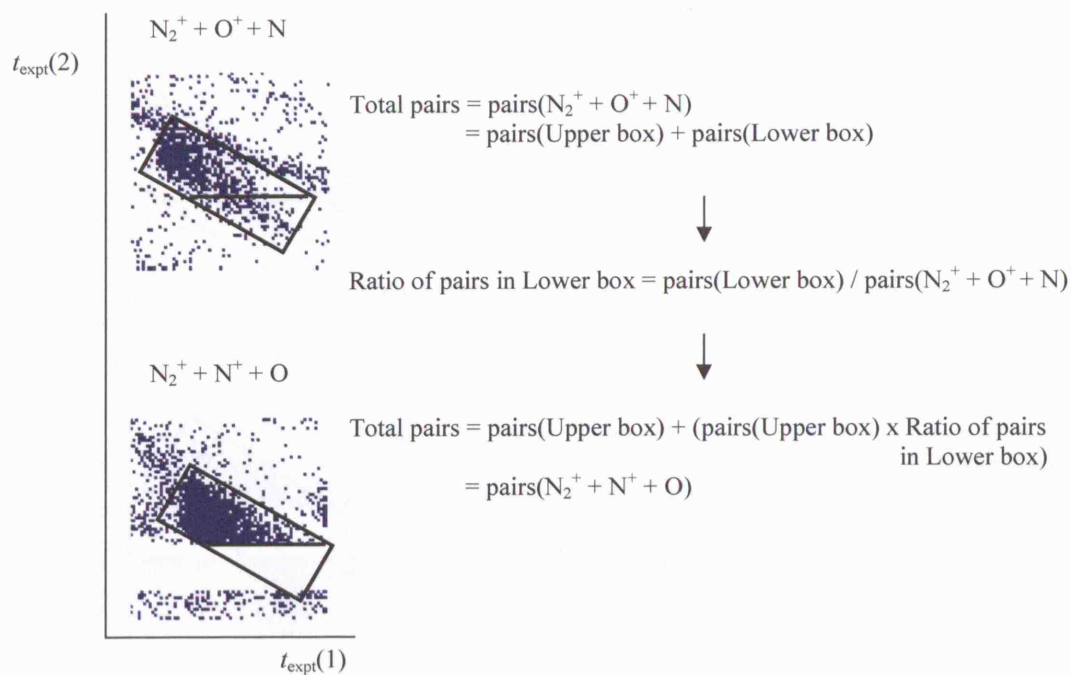 N₂⁺ + O⁺ + N
t_expt(2)
Total pairs = pairs(N₂⁺ + O⁺ + N)
= pairs(Upper box) + pairs(Lower box)
Ratio of pairs in Lower box = pairs(Lower box) / pairs(N₂⁺ + O⁺ + N)
N₂⁺ + N⁺ + O
Total pairs = pairs(Upper box) + (pairs(Upper box) x Ratio of pairs
in Lower box)
= pairs(N₂⁺ + N⁺ + O)
t_expt(1)